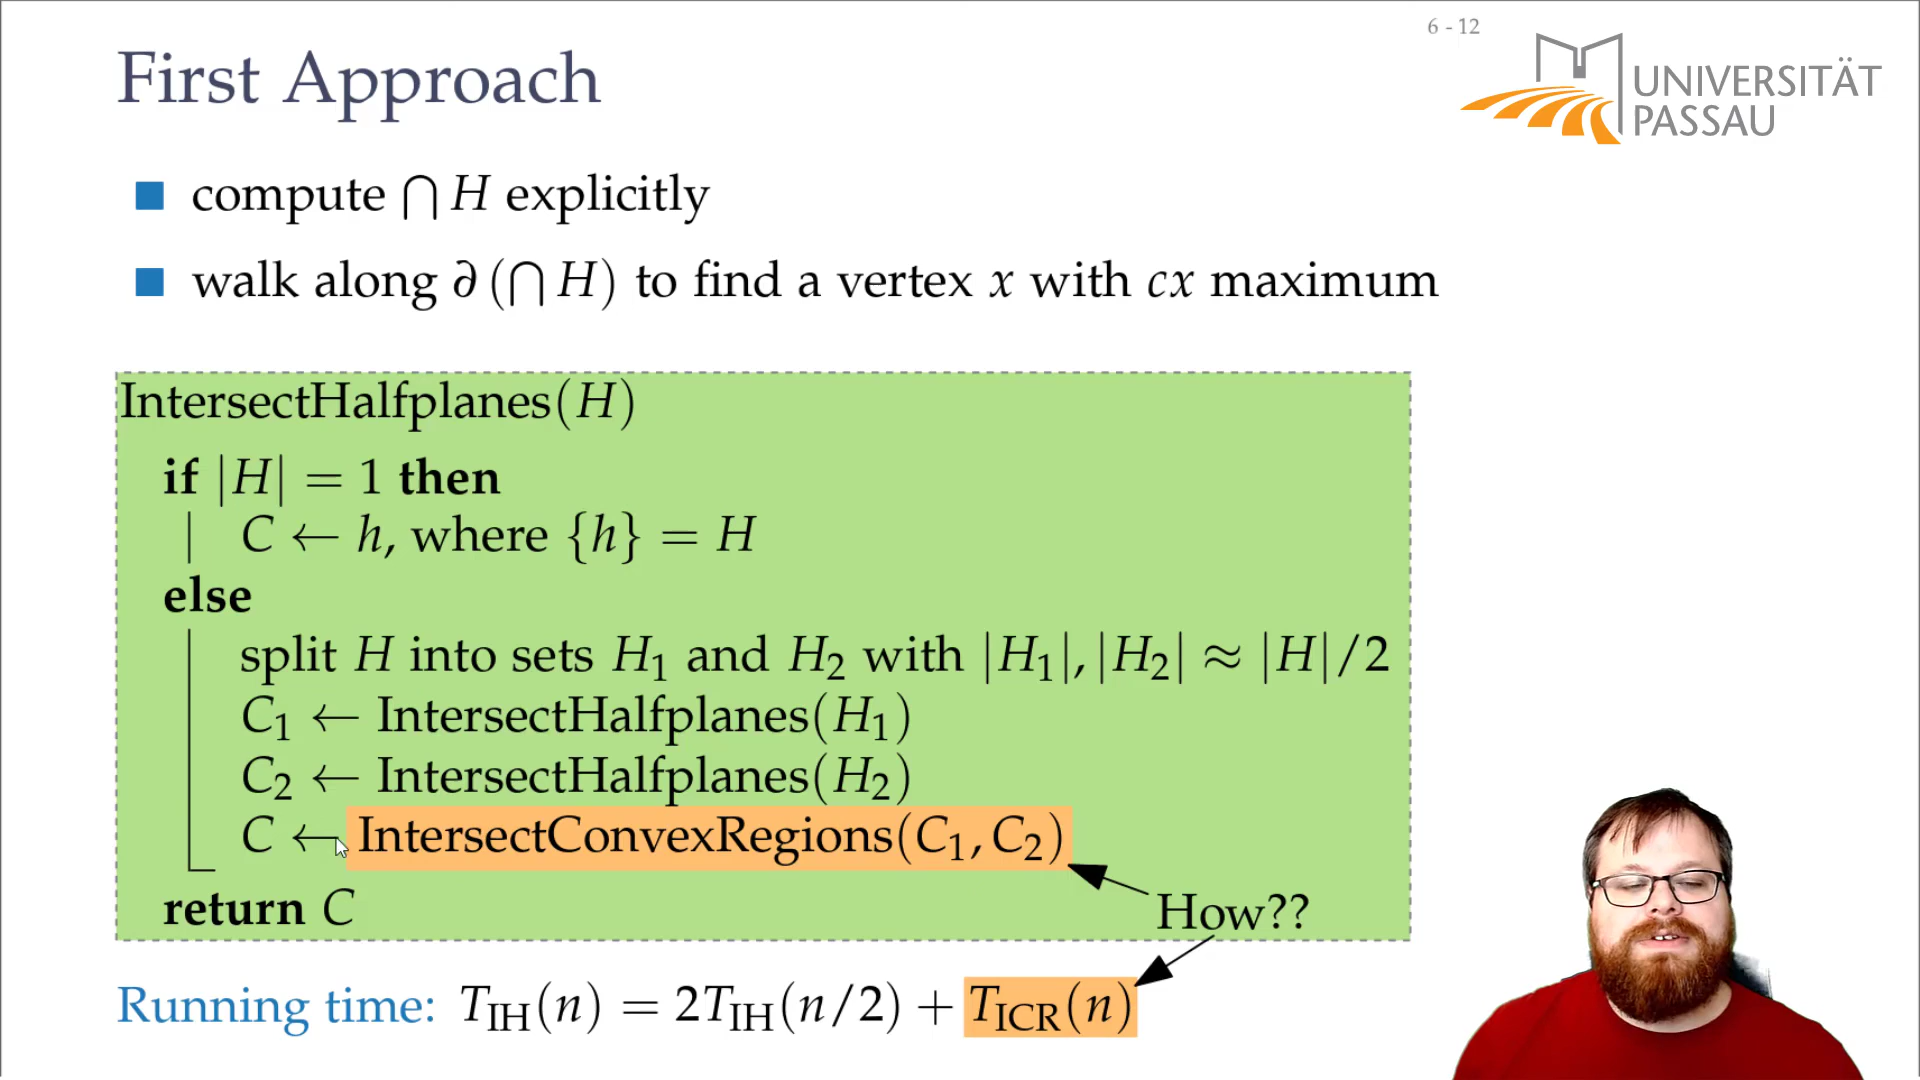 6 - 12
First Approach
UNIVERSITÄT
PASSAU
compute ⋂ H explicitly
walk along ∂ (⋂ H) to find a vertex x with cx maximum
IntersectHalfplanes(H)
if |H| = 1 then
C ← h, where {h} = H
else
split H into sets H₁ and H₂ with |H₁|, |H₂| ≈ |H|/2
C₁ ← IntersectHalfplanes(H₁)
C₂ ← IntersectHalfplanes(H₂)
C ← IntersectConvexRegions(C₁, C₂)
return C
How??
Running time: T_IH(n) = 2T_IH(n/2) + T_ICR(n)